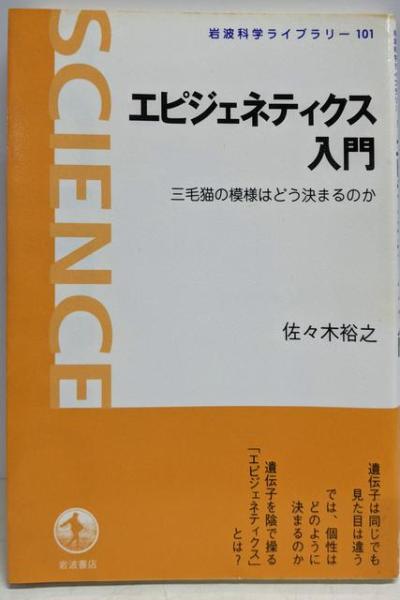 SCIENCE
岩波科学ライブラリー 101
エピジェネティクス
入門
三毛猫の模様はどう決まるのか
佐々木裕之
遺伝子は同じでも
見た目は違う
では、個性は
どのように
決まるのか
遺伝子を陰で操る
「エピジェネティクス」
とは?
岩波書店